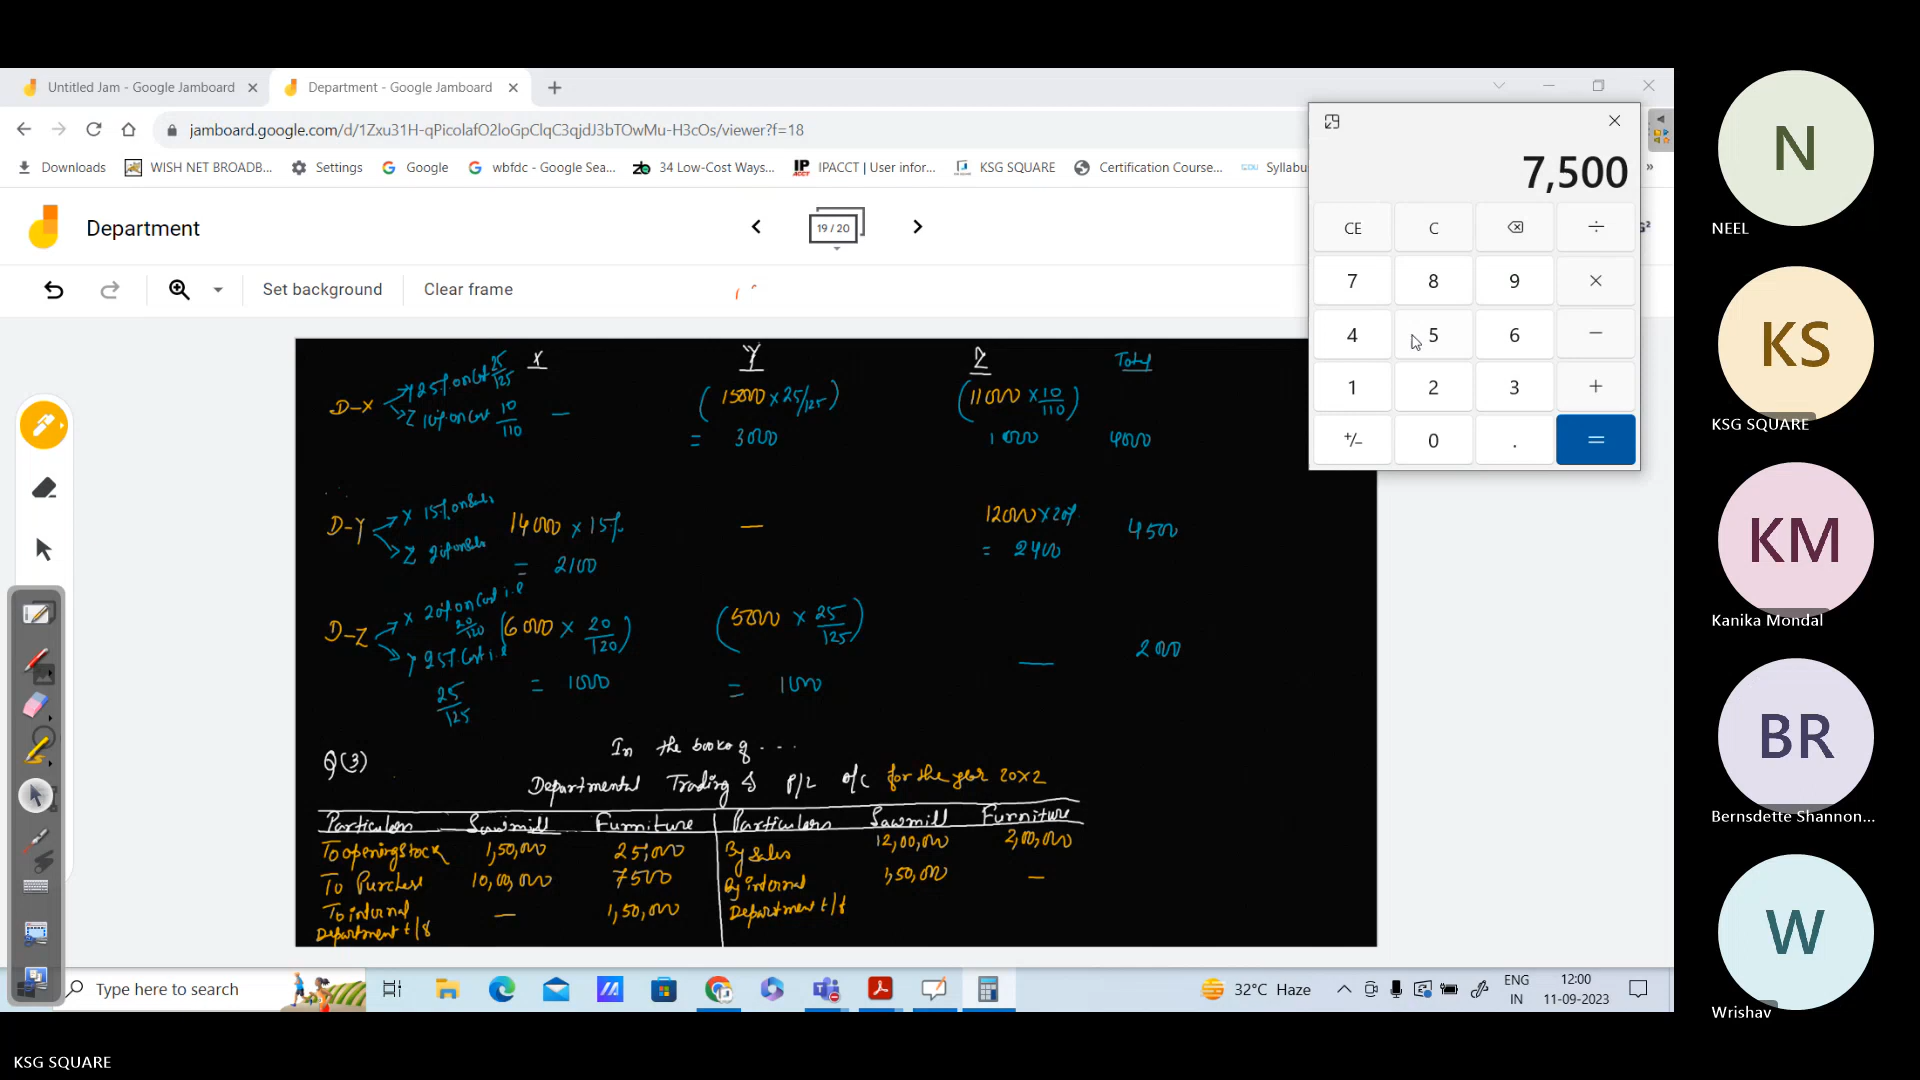 Untitled Jam - Google Jamboard
Department - Google Jamboard
jamboard.google.com/d/1Zxu31H-qPicolafO2loGpClqC3qjdJ3bTOwMu-H3cOs/viewer?f=18
Downloads
WISH NET BROADB...
Settings
Google
wbfdc - Google Sea...
34 Low-Cost Ways...
IPACCT | User infor...
KSG SQUARE
Certification Course...
Syllabu
»
Department
19 / 20
Set background
Clear frame
7,500
CE C ÷
7 8 9 ×
4 5 6 −
1 2 3 +
+/− 0 . =
X Y Z Total
D-X
25% on Cost 25/125
Z 10% on Cost 10/110
—
(15000 × 25/125)
= 3000
(11000 × 10/110)
1000
4000
D-Y
X 15% on Sales
Z 20% on Sales
14000 × 15%
= 2100
—
12000 × 20%
= 2400
4500
D-Z
X 20% on Cost i.e 20/120
Y 25% Cost i.e 25/125
(6000 × 20/120)
= 1000
(5000 × 25/125)
= 1000
—
2000
Q(3)
In the books of ...
Departmental Trading & P/L a/c for the year 20X2
Particulars Sawmill Furniture Particulars Sawmill Furniture
To opening stock 1,50,000 25,000 By Sales 12,00,000 2,00,000
To Purchase 10,00,000 7500 By internal 1,50,000 —
To internal — 1,50,000 Department t/f
Department t/f
Type here to search
32°C Haze
ENG
IN
12:00
11-09-2023
N
NEEL
KS
KSG SQUARE
KM
Kanika Mondal
BR
Bernsdette Shannon...
W
Wrishav
KSG SQUARE